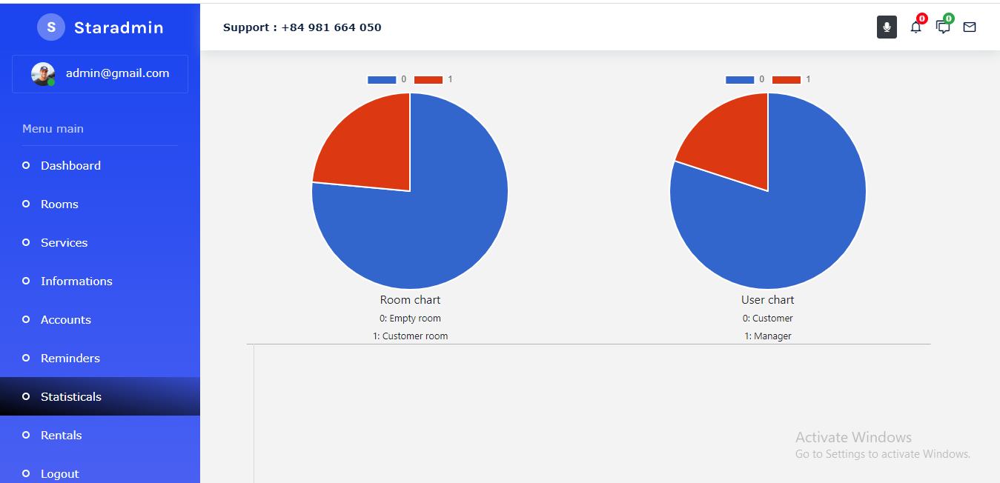 S Staradmin
admin@gmail.com
Menu main
Dashboard
Rooms
Services
Informations
Accounts
Reminders
Statisticals
Rentals
Logout
Support : +84 981 664 050
0
0
0 1
Room chart
0: Empty room
1: Customer room
0 1
User chart
0: Customer
1: Manager
Activate Windows
Go to Settings to activate Windows.